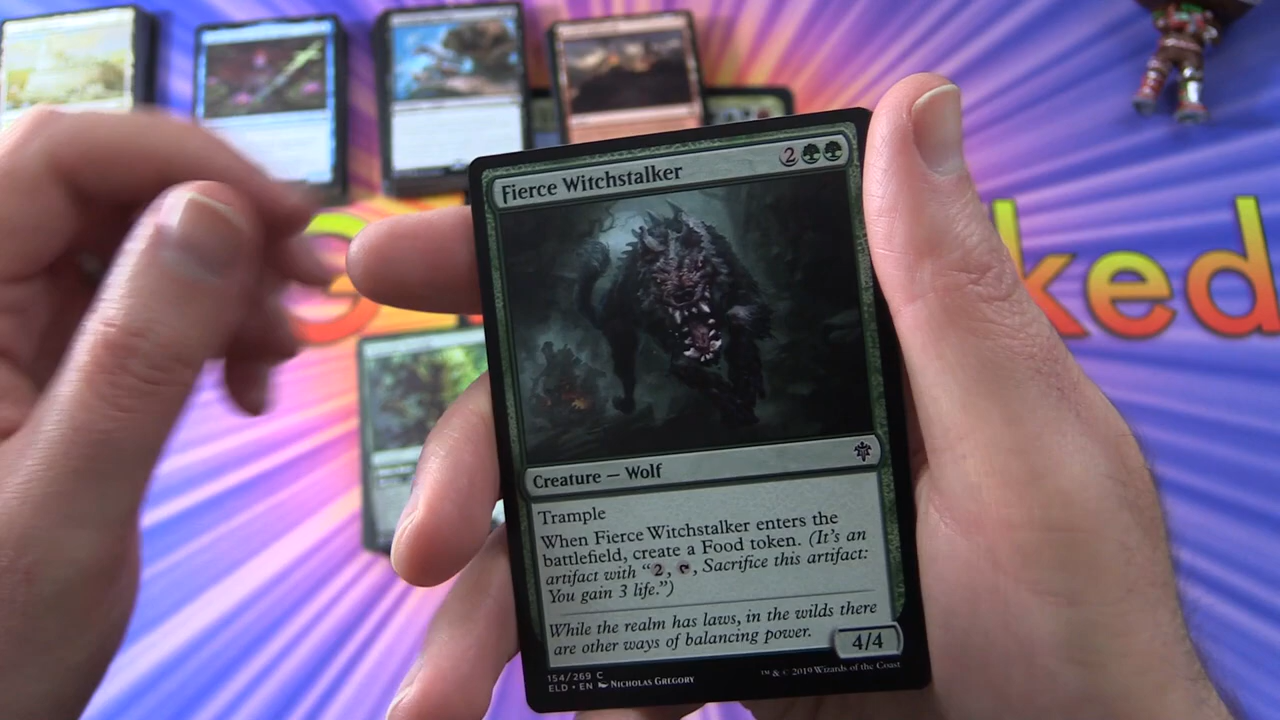 Fierce Witchstalker 2
ked
Creature — Wolf
Trample
When Fierce Witchstalker enters the
battlefield, create a Food token. (It's an
artifact with “2, , Sacrifice this artifact:
You gain 3 life.”)
While the realm has laws, in the wilds there
are other ways of balancing power.
4/4
154/269 C
ELD • EN NICHOLAS GREGORY
™ & © 2019 Wizards of the Coast